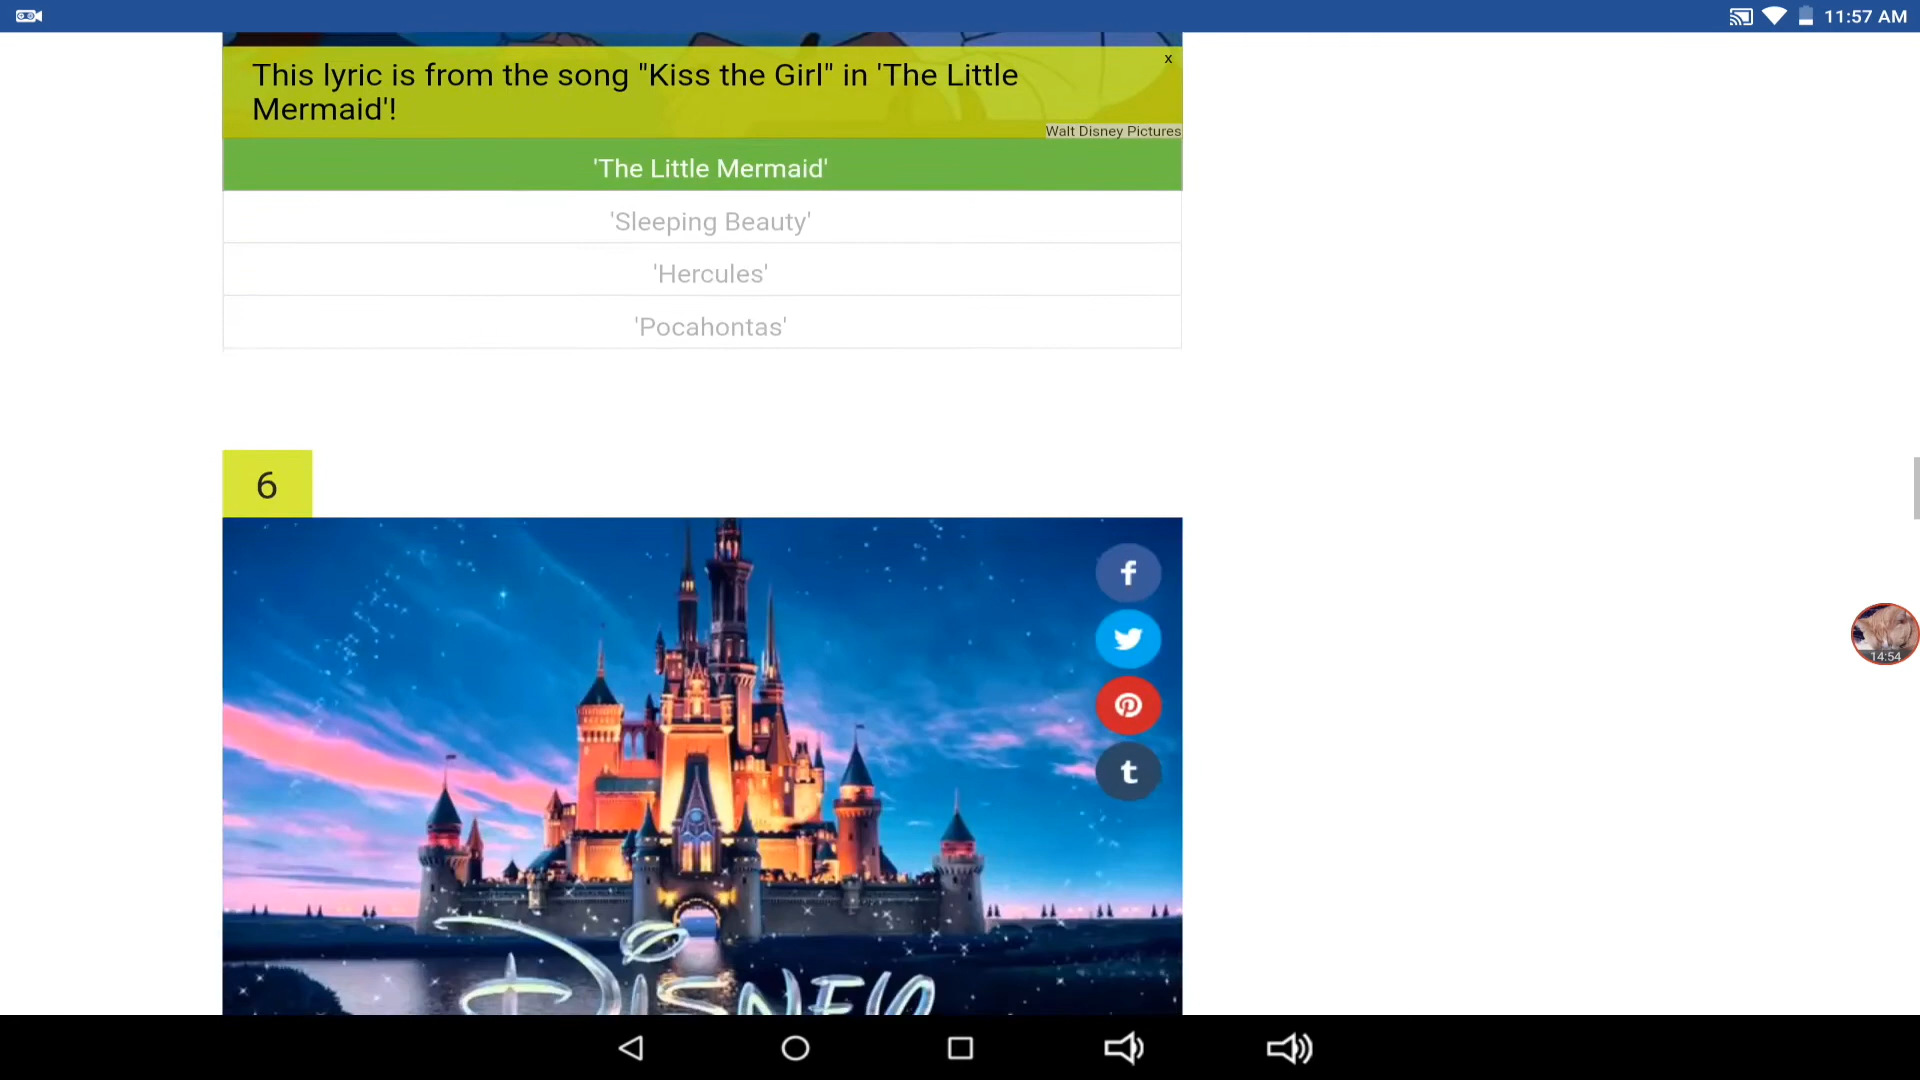 11:57 AM
This lyric is from the song "Kiss the Girl" in 'The Little
Mermaid'!
x
Walt Disney Pictures
'The Little Mermaid'
'Sleeping Beauty'
'Hercules'
'Pocahontas'
6
f
t
14:54
DISNEY